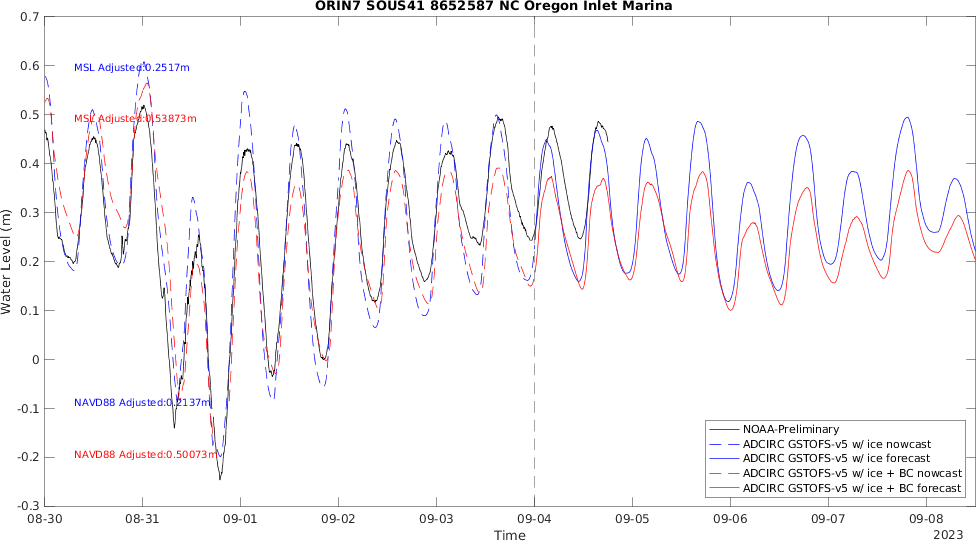 ORIN7 SOUS41 8652587 NC Oregon Inlet Marina
0.7
0.6
0.5
0.4
0.3
0.2
0.1
0
-0.1
-0.2
-0.3
Water Level (m)
MSL Adjusted:0.2517m
MSL Adjusted:0.53873m
NAVD88 Adjusted:0.2137m
NAVD88 Adjusted:0.50073m
NOAA-Preliminary
ADCIRC GSTOFS-v5 w/ ice nowcast
ADCIRC GSTOFS-v5 w/ ice forecast
ADCIRC GSTOFS-v5 w/ ice + BC nowcast
ADCIRC GSTOFS-v5 w/ ice + BC forecast
08-30 08-31 09-01 09-02 09-03 09-04 09-05 09-06 09-07 09-08
Time
2023